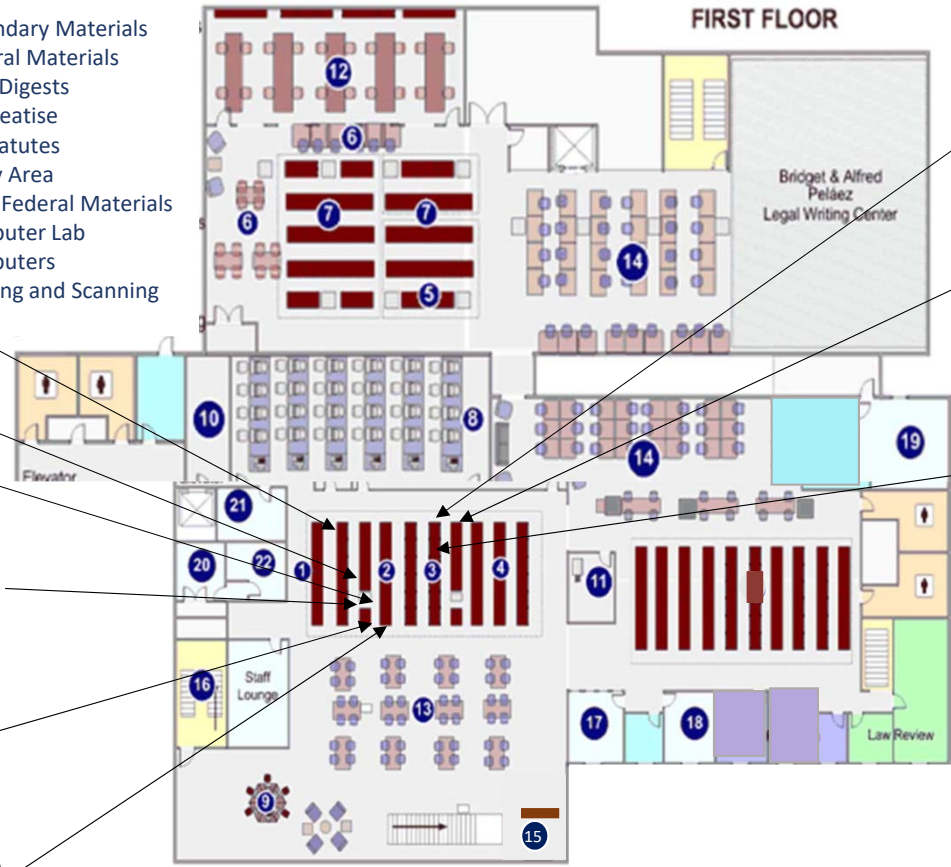 FIRST FLOOR
ndary Materials
ral Materials
Digests
eatise
atutes
Area
Federal Materials
puter Lab
puters
ng and Scanning
12
6
6
7
7
5
14
Bridget & Alfred
Peláez
Legal Writing Center
10
8
14
19
Elevator
21
20
22
1
2
3
4
11
16
Staff
Lounge
13
17
18
Law Review
9
15